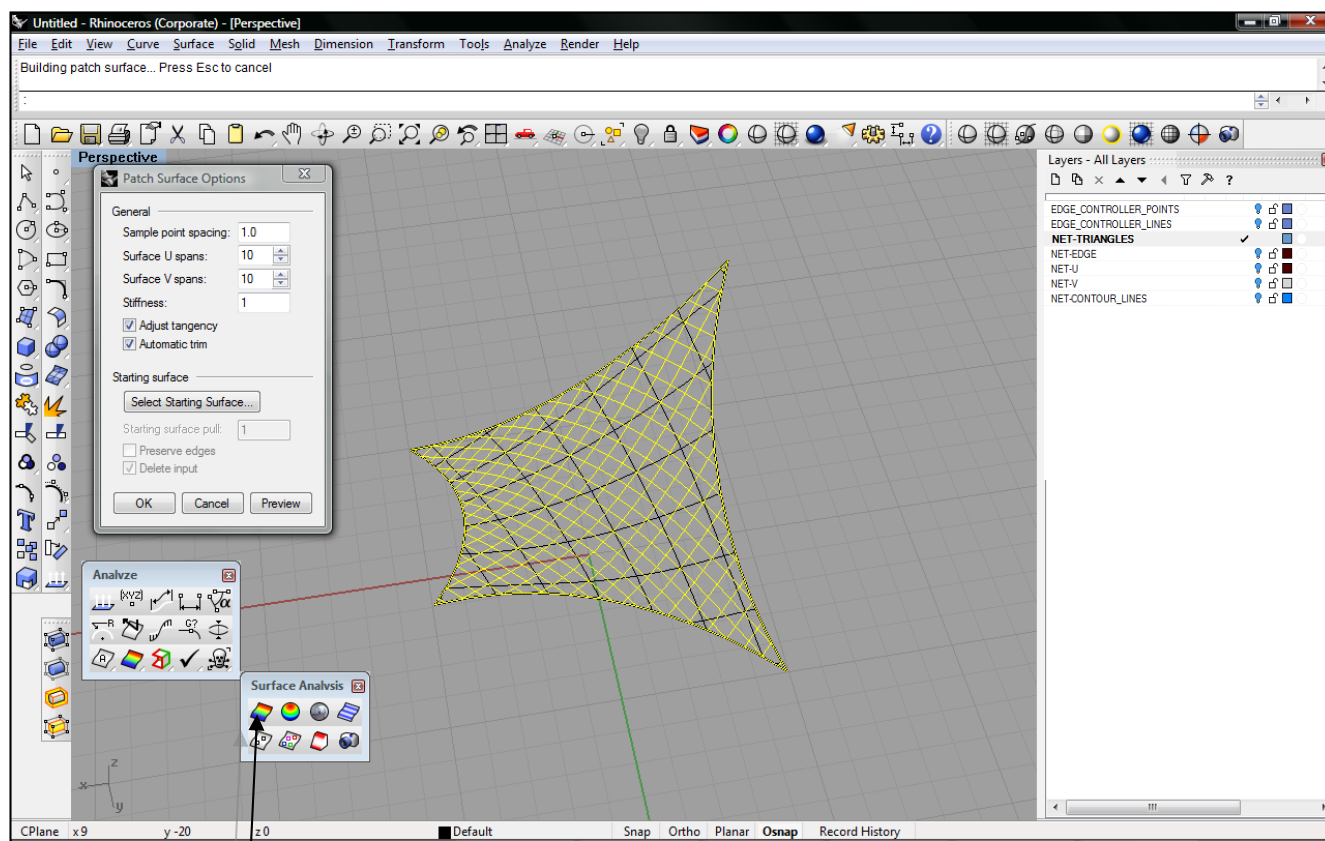 Untitled - Rhinoceros (Corporate) - [Perspective]
File Edit View Curve Surface Solid Mesh Dimension Transform Tools Analyze Render Help
Building patch surface... Press Esc to cancel
:
Perspective
Patch Surface Options
General
Sample point spacing: 1.0
Surface U spans: 10
Surface V spans: 10
Stiffness: 1
Adjust tangency
Automatic trim
Starting surface
Select Starting Surface...
Starting surface pull: 1
Preserve edges
Delete input
OK Cancel Preview
Analyze
Surface Analysis
Layers - All Layers
EDGE_CONTROLLER_POINTS
EDGE_CONTROLLER_LINES
NET-TRIANGLES
NET-EDGE
NET-U
NET-V
NET-CONTOUR_LINES
z
x
y
CPlane x 9 y -20 z 0 Default Snap Ortho Planar Osnap Record History